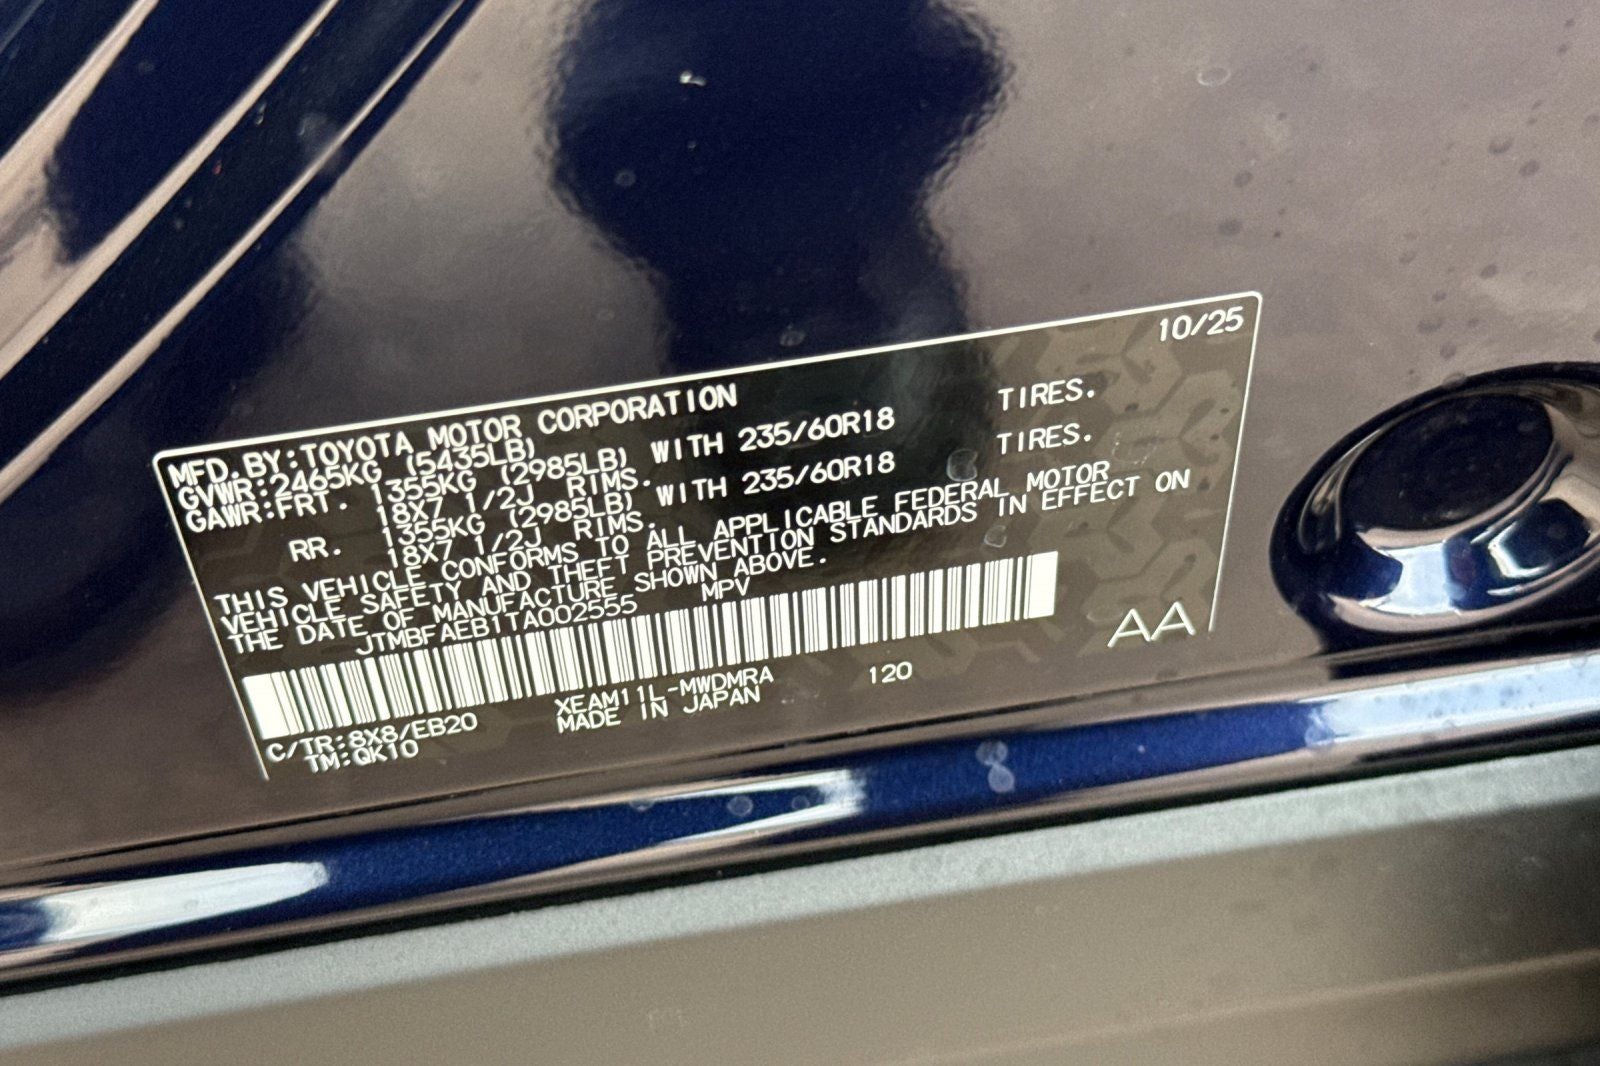 10/25
MFD.BY:TOYOTA MOTOR CORPORATION
GVWR:2465KG (5435LB)
GAWR:FRT. 1355KG (2985LB) WITH 235/60R18 TIRES.
18X7 1/2J RIMS.
RR. 1355KG (2985LB) WITH 235/60R18 TIRES.
18X7 1/2J RIMS.
THIS VEHICLE CONFORMS TO ALL APPLICABLE FEDERAL MOTOR
VEHICLE SAFETY AND THEFT PREVENTION STANDARDS IN EFFECT ON
THE DATE OF MANUFACTURE SHOWN ABOVE.
JTMBFAEB1TA002555 MPV
AA
C/TR:8X8/EB20 XEAM11L-MWDMRA 120
TM:QK10 MADE IN JAPAN